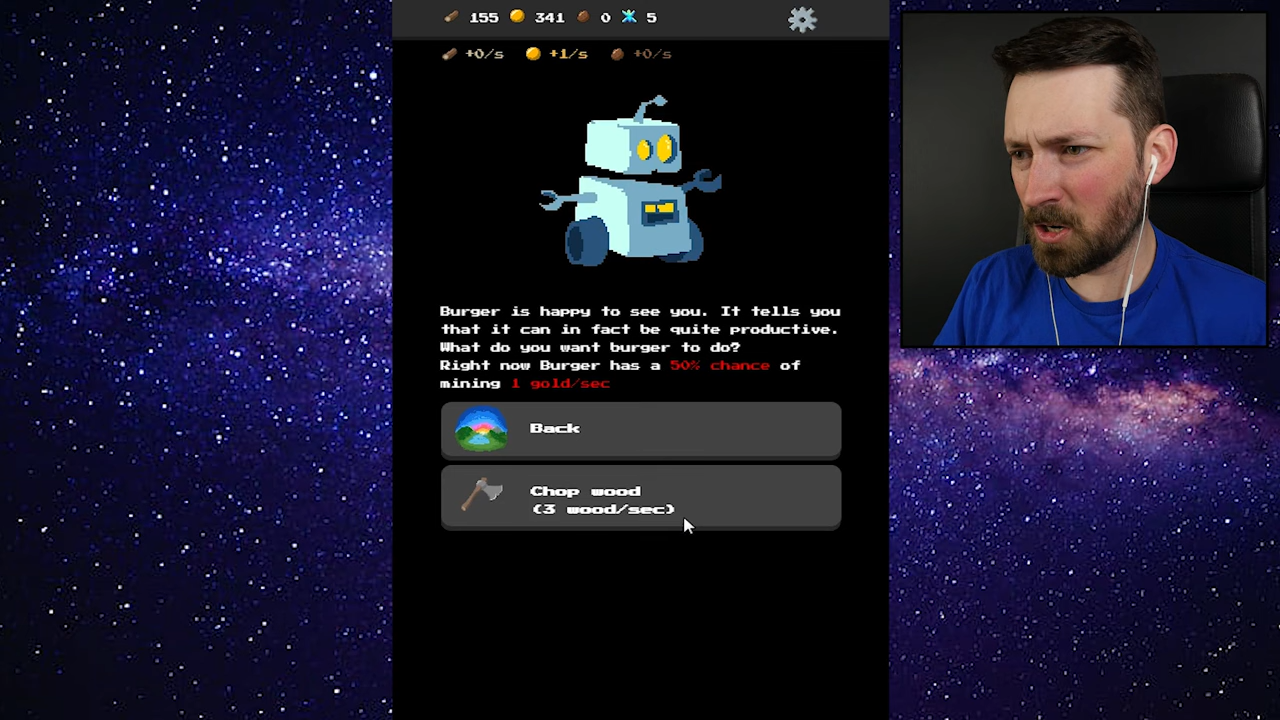 155 341 0 5
+0/s +1/s +0/s
Burger is happy to see you. It tells you
that it can in fact be quite productive.
What do you want burger to do?
Right now Burger has a 50% chance of
mining 1 gold/sec
Back
Chop wood
(3 wood/sec)